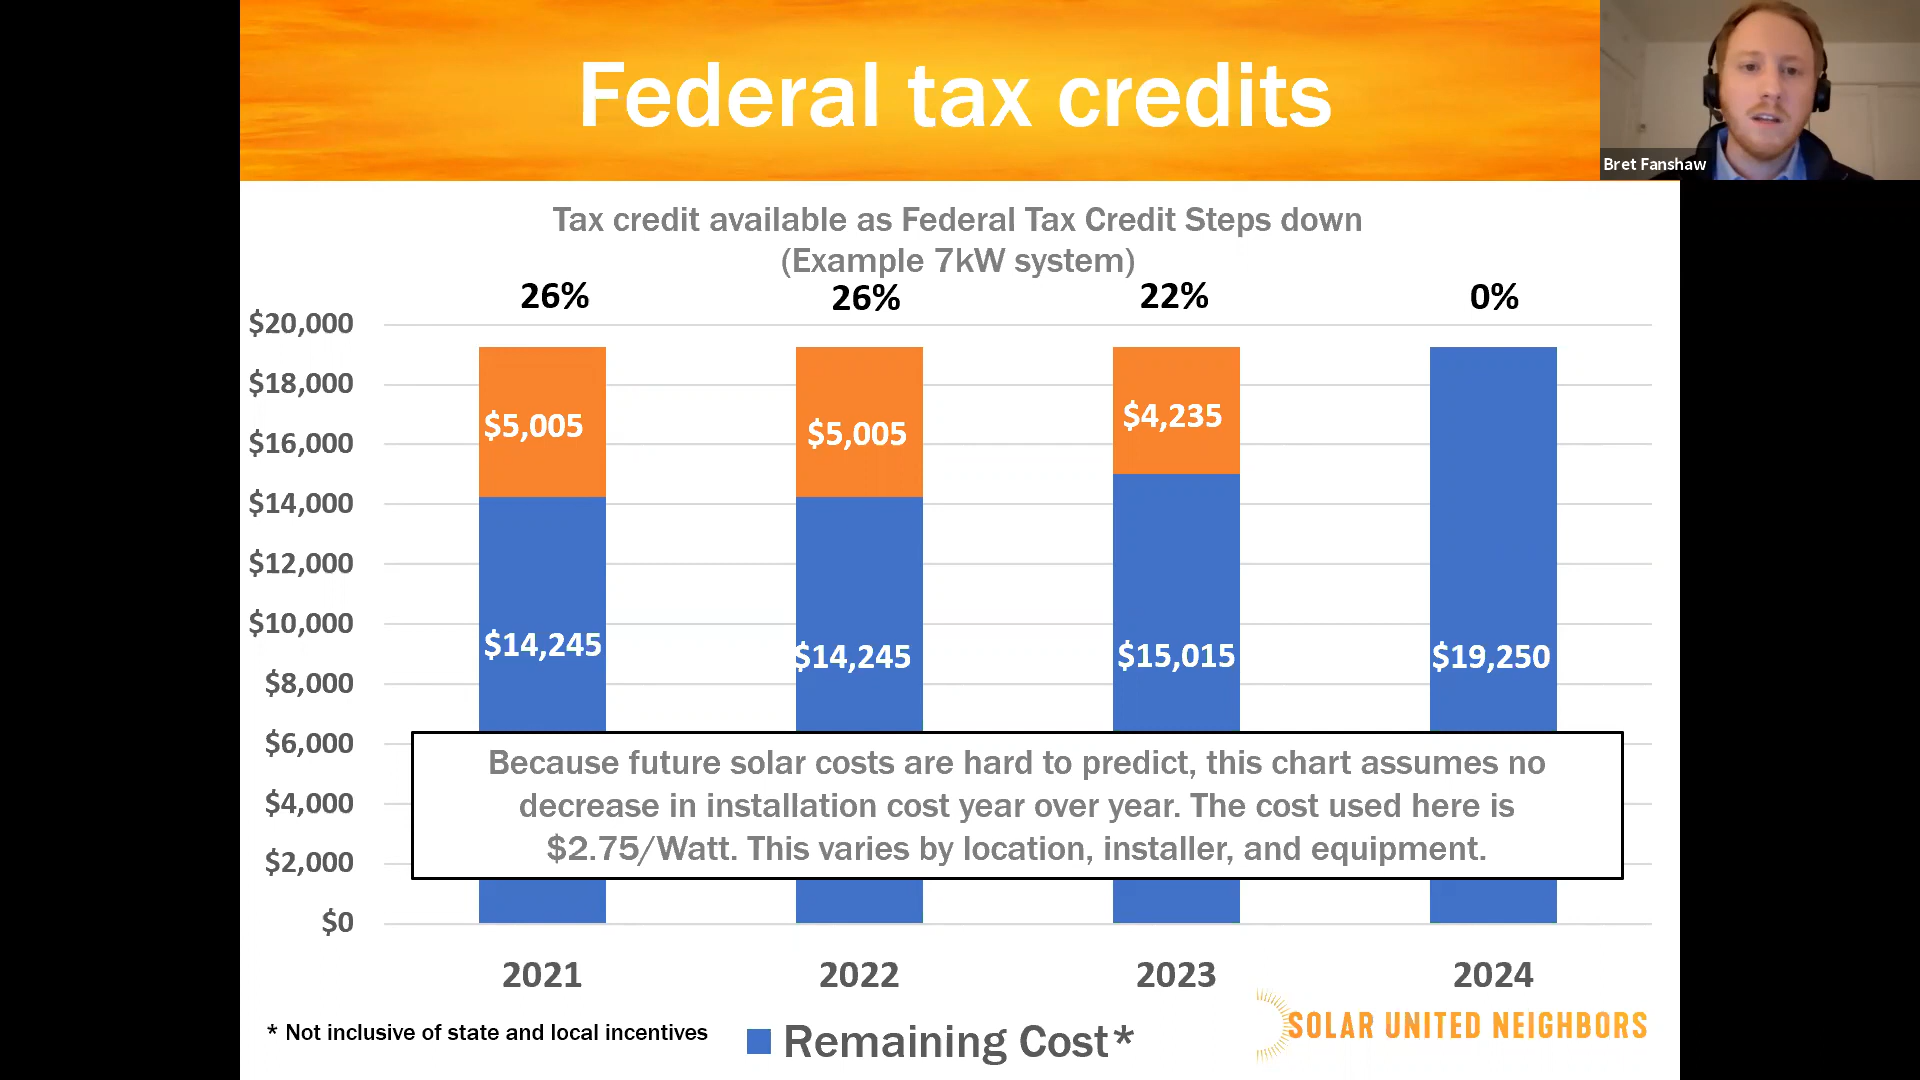 Federal tax credits
Bret Fanshaw
Tax credit available as Federal Tax Credit Steps down
(Example 7kW system)
26%
26%
22%
0%
$20,000
$18,000
$16,000
$14,000
$12,000
$10,000
$8,000
$6,000
$4,000
$2,000
$0
$5,005
$5,005
$4,235
$14,245
$14,245
$15,015
$19,250
Because future solar costs are hard to predict, this chart assumes no
decrease in installation cost year over year. The cost used here is
$2.75/Watt. This varies by location, installer, and equipment.
2021
2022
2023
2024
* Not inclusive of state and local incentives
Remaining Cost*
SOLAR UNITED NEIGHBORS